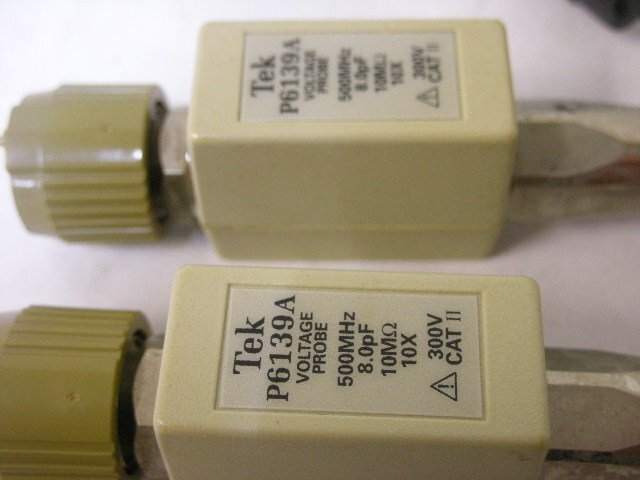 Tek
P6139A
VOLTAGE
PROBE
500MHz
8.0pF
10MΩ
10X
300V
⚠ CAT II
Tek
P6139A
VOLTAGE
PROBE
500MHz
8.0pF
10MΩ
10X
300V
⚠ CAT II